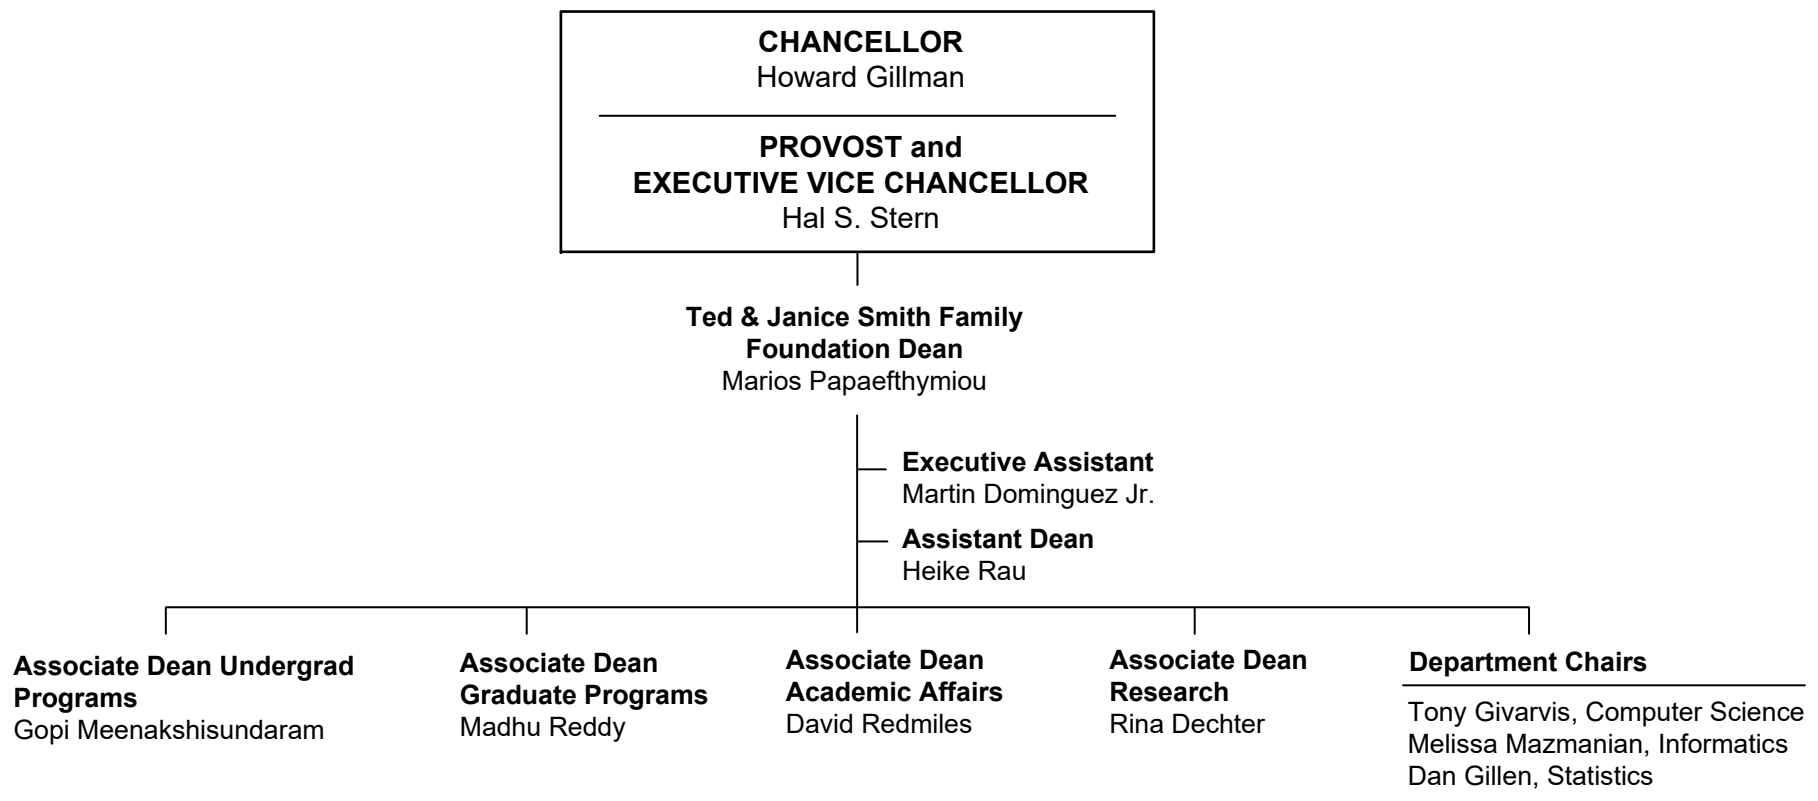 CHANCELLOR
Howard Gillman
PROVOST and
EXECUTIVE VICE CHANCELLOR
Hal S. Stern
Ted & Janice Smith Family
Foundation Dean
Marios Papaefthymiou
Executive Assistant
Martin Dominguez Jr.
Assistant Dean
Heike Rau
Associate Dean Undergrad
Programs
Gopi Meenakshisundaram
Associate Dean
Graduate Programs
Madhu Reddy
Associate Dean
Academic Affairs
David Redmiles
Associate Dean
Research
Rina Dechter
Department Chairs
Tony Givarvis, Computer Science
Melissa Mazmanian, Informatics
Dan Gillen, Statistics